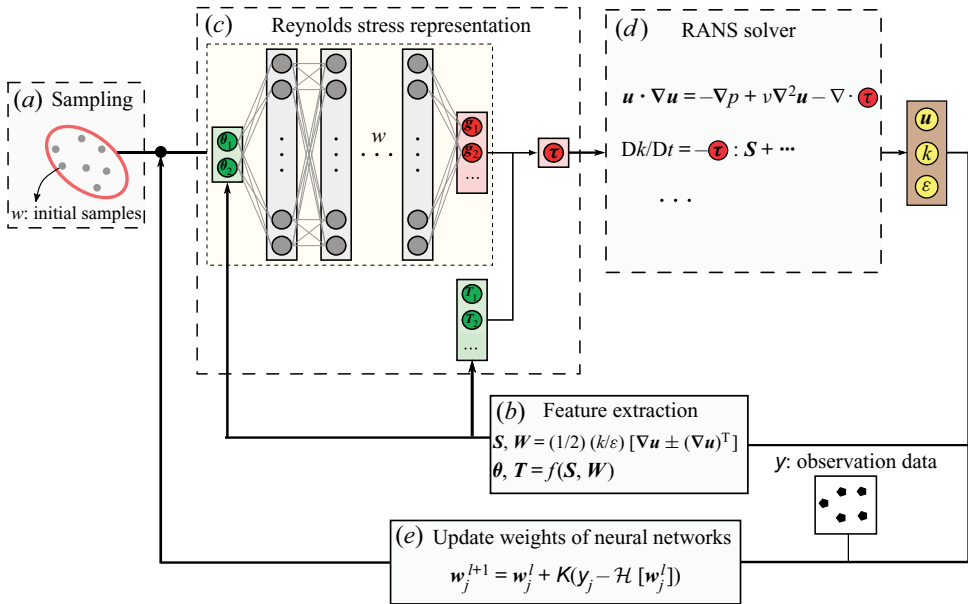 (a) Sampling
w: initial samples
(c) Reynolds stress representation
θ₁
θ₂
w
. . .
g₁
g₂
...
τ
T₁
T₂
...
(d) RANS solver
u · ∇u = –∇p + ν∇²u – ∇ · τ
Dk/Dt = – τ : S + ···
. . .
u
k
ε
(b) Feature extraction
S, W = (1/2) (k/ε) [∇u ± (∇u)ᵀ]
θ, T = f(S, W)
y: observation data
(e) Update weights of neural networks
w_j^{l+1} = w_j^l + K(y_j – ℋ [w_j^l])